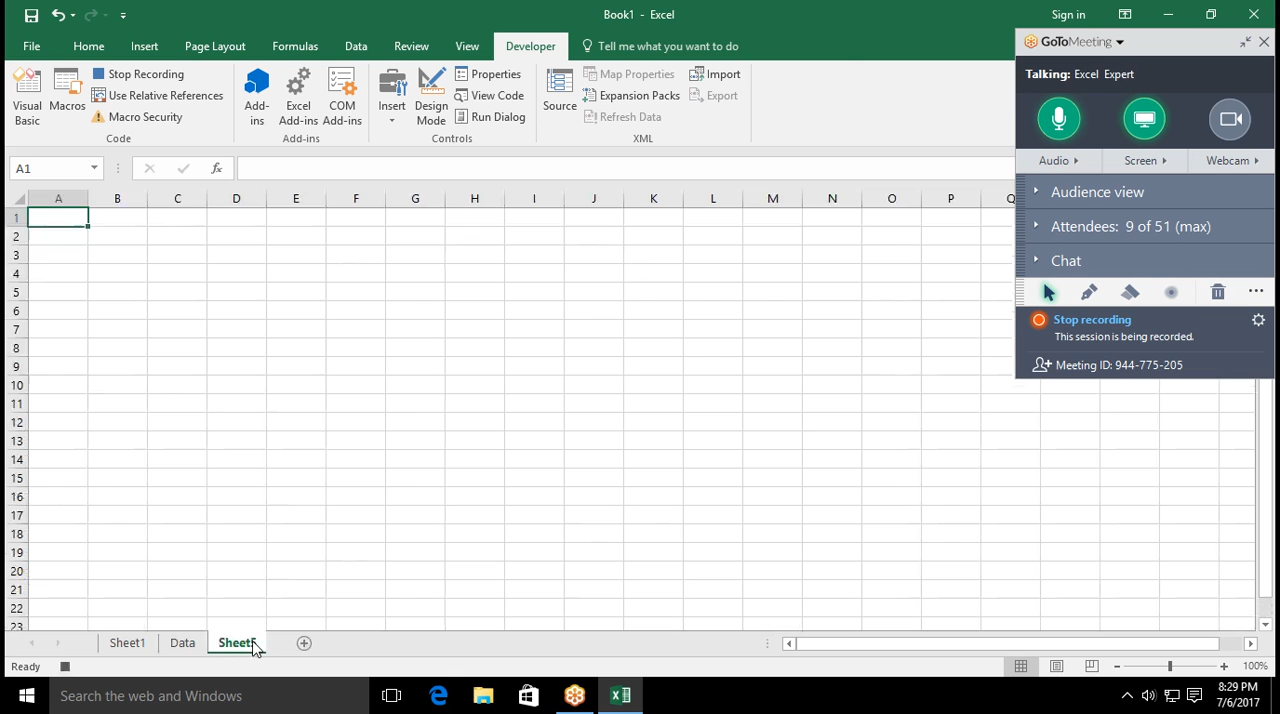 Book1 - Excel
Sign in
File Home Insert Page Layout Formulas Data Review View Developer Tell me what you want to do
Visual Basic
Macros
Stop Recording
Use Relative References
Macro Security
Code
Add-ins
Excel Add-ins
COM Add-ins
Add-ins
Insert
Design Mode
Properties
View Code
Run Dialog
Controls
Source
Map Properties
Expansion Packs
Refresh Data
Import
Export
XML
GoToMeeting
Talking: Excel Expert
Audio Screen Webcam
Audience view
Attendees: 9 of 51 (max)
Chat
Stop recording
This session is being recorded.
Meeting ID: 944-775-205
A1
fx
A B C D E F G H I J K L M N O P Q
1
2
3
4
5
6
7
8
9
10
11
12
13
14
15
16
17
18
19
20
21
22
23
Sheet1 Data
Ready
100%
Search the web and Windows
8:29 PM
7/6/2017